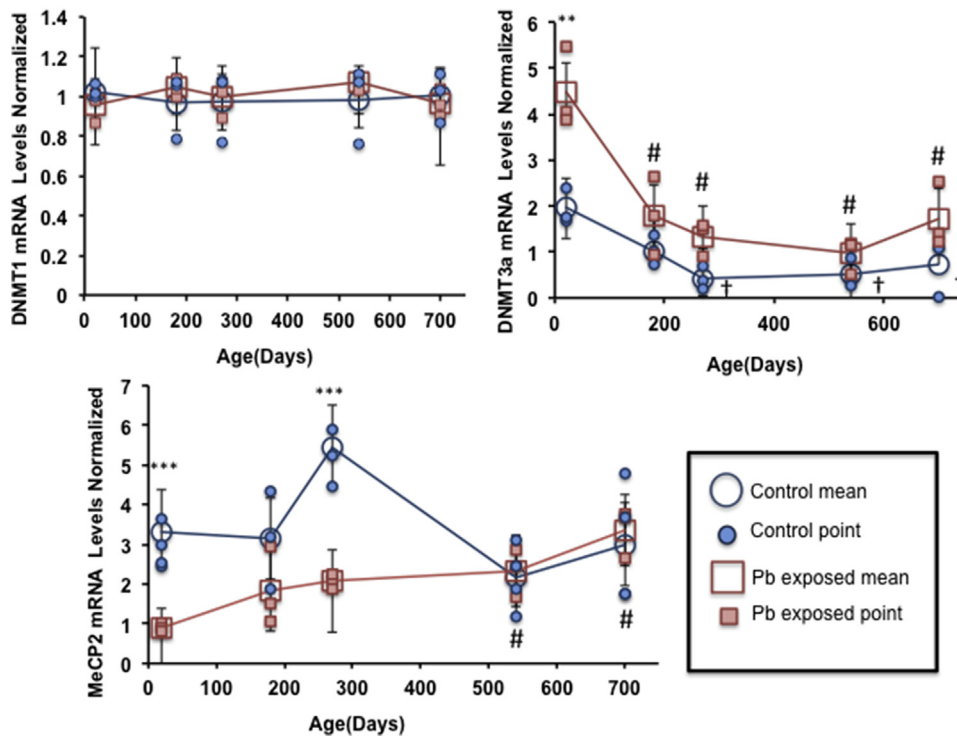 DNMT1 mRNA Levels Normalized
1.4
1.2
1
0.8
0.6
0.4
0.2
0
0 100 200 300 400 500 600 700
Age(Days)
DNMT3a mRNA Levels Normalized
6
5
4
3
2
1
0
**
#
#
#
#
†
†
0 200 400 600
Age(Days)
MeCP2 mRNA Levels Normalized
7
6
5
4
3
2
1
0
***
***
#
#
0 100 200 300 400 500 600 700
Age(Days)
Control mean
Control point
Pb exposed mean
Pb exposed point